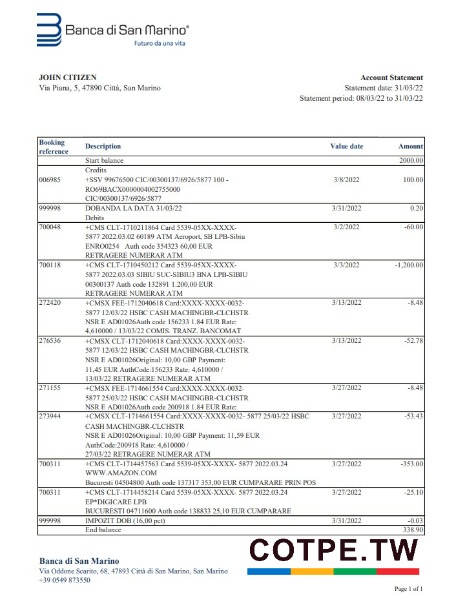 Banca di San Marino
Futuro da una vita
JOHN CITIZEN
Via Piana, 5, 47890 Città, San Marino
Account Statement
Statement date: 31/03/22
Statement period: 08/03/22 to 31/03/22
Booking reference Description Value date Amount
Start balance 2000.00
Credits
006985 +SSV 99676500 CIC/00300137/6926/5877 100 - 3/8/2022 100.00
RO69BACX0000004002755000
CIC/00300137/6926/5877
999998 DOBANDA LA DATA 31/03/22 3/31/2022 0.20
Debits
700048 +CMS CLT-1710211864 Card 5539-05XX-XXXX- 3/2/2022 -60.00
5877 2022.03.02 60189 ATM Aeroport, SB LPB-Sibia
ENRO0254 Auth code 354323 60,00 EUR
RETRAGERE NUMERAR ATM
700118 +CMS CLT-1710450212 Card 5539-05XX-XXXX- 3/3/2022 -1,200.00
5877 2022.03.03 SIBIU SUC-SIBIU3 BNA LPB-SIBIU
00300137 Auth code 132891 1.200,00 EUR
RETRAGERE NUMERAR ATM
272420 +CMSX FEE-1712040618 Card:XXXX-XXXX-0032- 3/13/2022 -8.48
5877 12/03/22 HSBC CASH MACHINGBR-CLCHSTR
NSR E AD01026Auth code 156233 1.84 EUR Rate:
4,610000 / 13/03/22 COMIS. TRANZ. BANCOMAT
276536 +CMSX CLT-1712040618 Card:XXXX-XXXX-0032- 3/13/2022 -52.78
5877 12/03/22 HSBC CASH MACHINGBR-CLCHSTR
NSR E AD01026Original: 10,00 GBP Payment:
11,45 EUR AuthCode:156233 Rate: 4,610000 /
13/03/22 RETRAGERE NUMERAR ATM
271155 +CMSX FEE-1714661554 Card:XXXX-XXXX-0032- 3/27/2022 -8.48
5877 25/03/22 HSBC CASH MACHINGBR-CLCHSTR
NSR E AD01026Auth code 200918 1.84 EUR Rate:
273944 +CMSX CLT-1714661554 Card:XXXX-XXXX-0032- 5877 25/03/22 HSBC 3/27/2022 -53.43
CASH MACHINGBR-CLCHSTR
NSR E AD01026Original: 10,00 GBP Payment: 11,59 EUR
AuthCode:200918 Rate: 4,610000 /
27/03/22 RETRAGERE NUMERAR ATM
700311 +CMS CLT-1714457563 Card 5539-05XX-XXXX- 5877 2022.03.24 3/27/2022 -353.00
WWW.AMAZON.COM
Bucuresti 04504800 Auth code 137317 353,00 EUR CUMPARARE PRIN POS
700311 +CMS CLT-1714458214 Card 5539-05XX-XXXX- 5877 2022.03.24 3/27/2022 -25.10
EP*DIGICARE LPB
BUCURESTI 04711600 Auth code 138833 25,10 EUR CUMPARARE
999998 IMPOZIT DOB (16,00 pct) 3/31/2022 -0.03
End balance 338.90
COTPE.TW
Banca di San Marino
Via Oddone Scarito, 68, 47893 Città di San Marino, San Marino
+39 0549 873550
Page 1 of 1